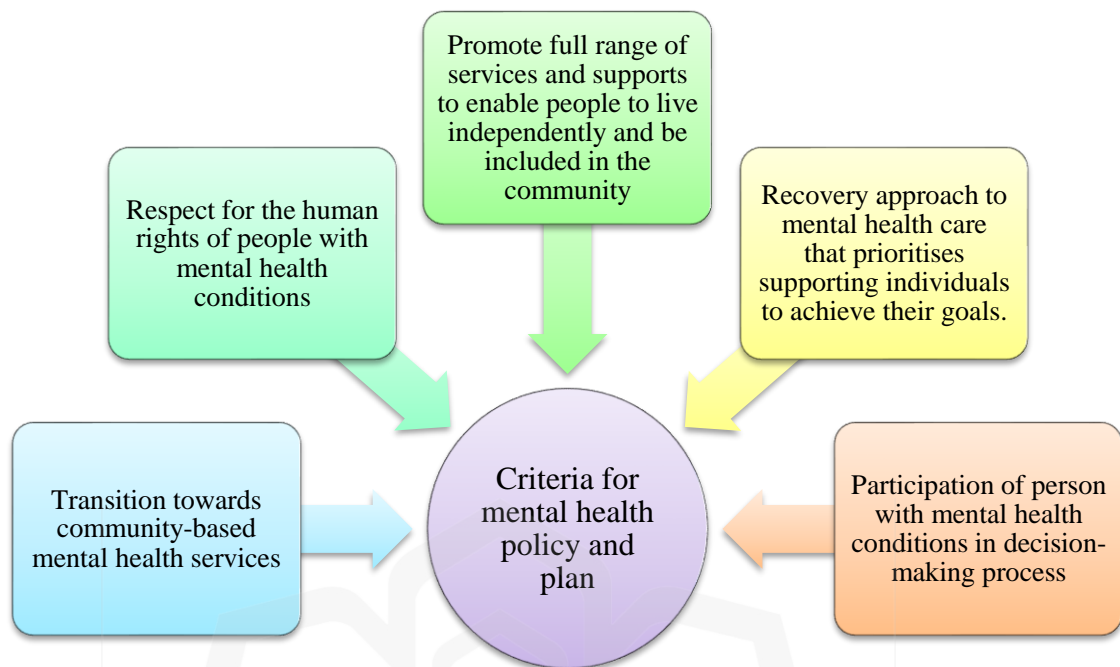 Promote full range of
services and supports
to enable people to live
independently and be
included in the
community
Respect for the human
rights of people with
mental health
conditions
Recovery approach to
mental health care
that prioritises
supporting individuals
to achieve their goals.
Transition towards
community-based
mental health services
Criteria for
mental health
policy and
plan
Participation of person
with mental health
conditions in decision-
making process